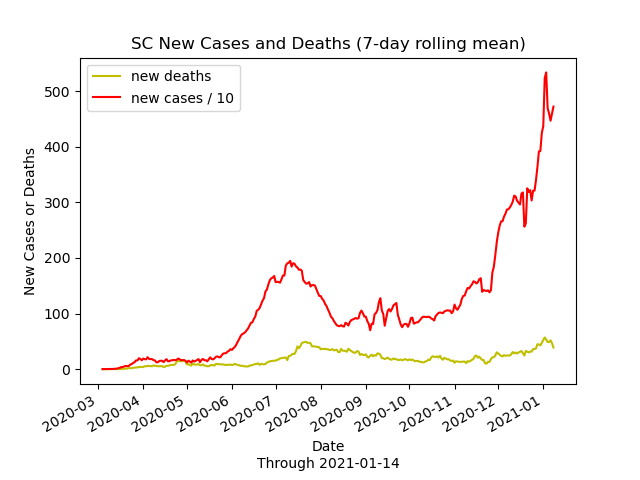 SC New Cases and Deaths (7-day rolling mean)
new deaths
new cases / 10
New Cases or Deaths
500
400
300
200
100
0
2020-03
2020-04
2020-05
2020-06
2020-07
2020-08
2020-09
2020-10
2020-11
2020-12
2021-01
Date
Through 2021-01-14